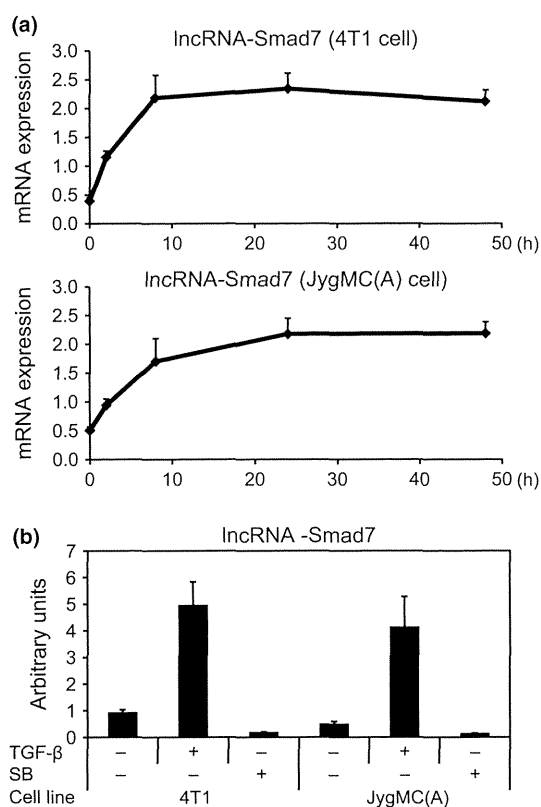 (a)
lncRNA-Smad7 (4T1 cell)
mRNA expression
3.0
2.5
2.0
1.5
1.0
0.5
0.0
0 10 20 30 40 50 (h)
lncRNA-Smad7 (JygMC(A) cell)
mRNA expression
3.0
2.5
2.0
1.5
1.0
0.5
0.0
0 10 20 30 40 50 (h)
(b)
lncRNA -Smad7
Arbitrary units
7
6
5
4
3
2
1
0
TGF-β – + – – + –
SB – – + – – +
Cell line 4T1 JygMC(A)